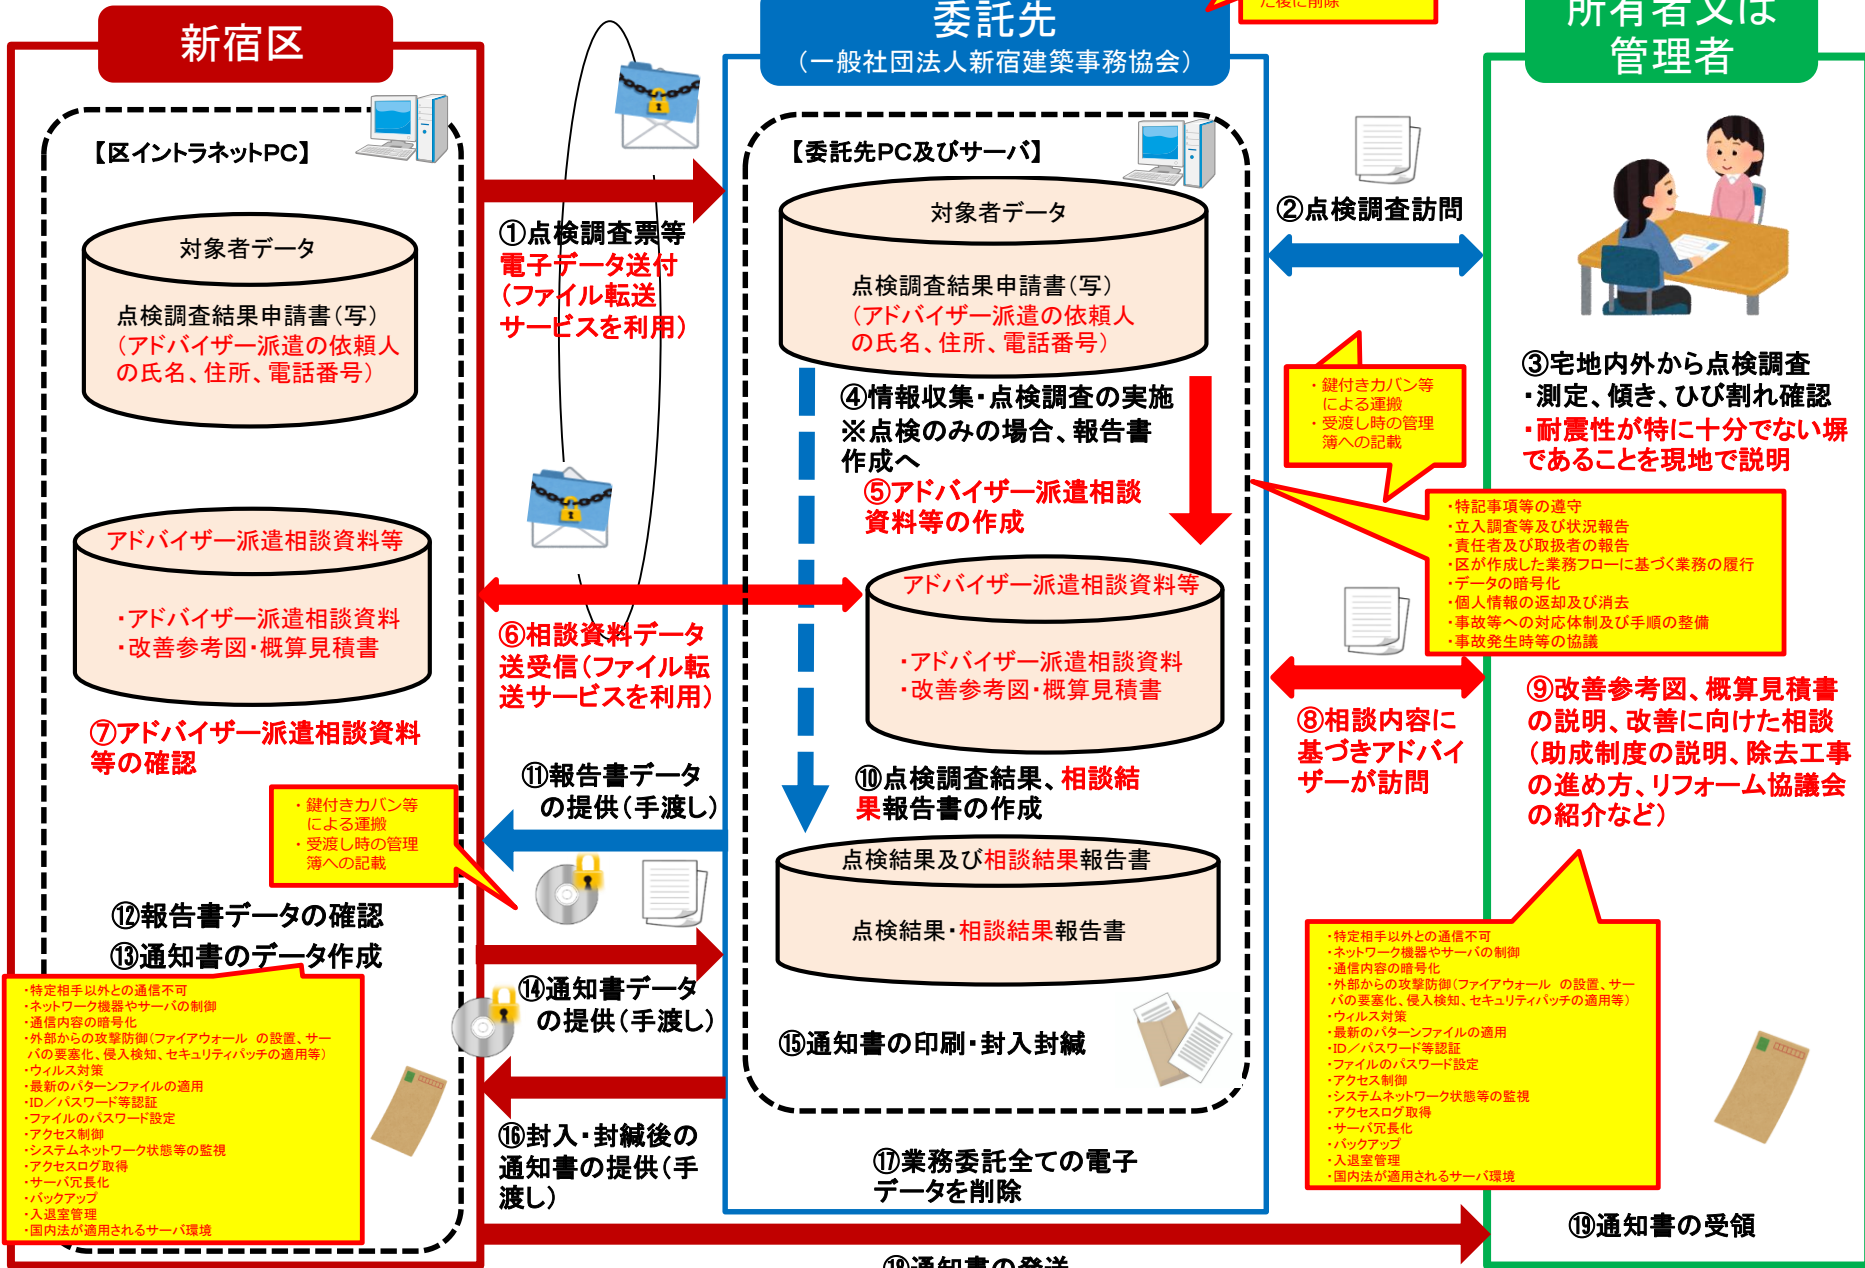 新宿区
委託先
（一般社団法人新宿建築事務協会）
た後に削除
所有者又は
管理者
【区イントラネットPC】
対象者データ
点検調査結果申請書（写）
（アドバイザー派遣の依頼人
の氏名、住所、電話番号）
アドバイザー派遣相談資料等
・アドバイザー派遣相談資料
・改善参考図・概算見積書
⑦アドバイザー派遣相談資料
等の確認
・鍵付きカバン等
による運搬
・受渡し時の管理
簿への記載
⑫報告書データの確認
⑬通知書のデータ作成
・特定相手以外との通信不可
・ネットワーク機器やサーバの制御
・通信内容の暗号化
・外部からの攻撃防御（ファイアウォール の設置、サー
バの要塞化、侵入検知、セキュリティパッチの適用等）
・ウィルス対策
・最新のパターンファイルの適用
・ID／パスワード等認証
・ファイルのパスワード設定
・アクセス制御
・システムネットワーク状態等の監視
・アクセスログ取得
・サーバ冗長化
・バックアップ
・入退室管理
・国内法が適用されるサーバ環境
①点検調査票等
電子データ送付
（ファイル転送
サービスを利用）
⑥相談資料データ
送受信（ファイル転
送サービスを利用）
⑪報告書データ
の提供（手渡し）
⑭通知書データ
の提供（手渡し）
⑯封入・封緘後の
通知書の提供（手
渡し）
【委託先PC及びサーバ】
対象者データ
点検調査結果申請書（写）
（アドバイザー派遣の依頼人
の氏名、住所、電話番号）
④情報収集・点検調査の実施
※点検のみの場合、報告書
作成へ
⑤アドバイザー派遣相談
資料等の作成
アドバイザー派遣相談資料等
・アドバイザー派遣相談資料
・改善参考図・概算見積書
⑩点検調査結果、相談結
果報告書の作成
点検結果及び相談結果報告書
点検結果・相談結果報告書
⑮通知書の印刷・封入封緘
⑰業務委託全ての電子
データを削除
②点検調査訪問
・鍵付きカバン等
による運搬
・受渡し時の管理
簿への記載
③宅地内外から点検調査
・測定、傾き、ひび割れ確認
・耐震性が特に十分でない塀
であることを現地で説明
・特記事項等の遵守
・立入調査等及び状況報告
・責任者及び取扱者の報告
・区が作成した業務フローに基づく業務の履行
・データの暗号化
・個人情報の返却及び消去
・事故等への対応体制及び手順の整備
・事故発生時等の協議
⑧相談内容に
基づきアドバイ
ザーが訪問
⑨改善参考図、概算見積書
の説明、改善に向けた相談
（助成制度の説明、除去工事
の進め方、リフォーム協議会
の紹介など）
・特定相手以外との通信不可
・ネットワーク機器やサーバの制御
・通信内容の暗号化
・外部からの攻撃防御（ファイアウォール の設置、サー
バの要塞化、侵入検知、セキュリティパッチの適用等）
・ウィルス対策
・最新のパターンファイルの適用
・ID／パスワード等認証
・ファイルのパスワード設定
・アクセス制御
・システムネットワーク状態等の監視
・アクセスログ取得
・サーバ冗長化
・バックアップ
・入退室管理
・国内法が適用されるサーバ環境
⑲通知書の受領
⑱通知書の発送